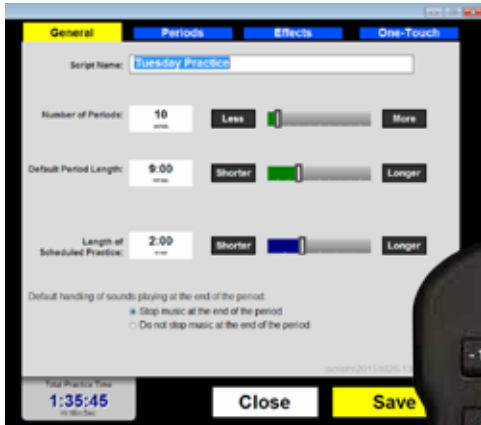 General Periods Effects One-Touch
Script Name: Tuesday Practice
Number of Periods: 10 Less More
Default Period Length: 9:00 Shorter Longer
Length of
Scheduled Practice: 2:00 Shorter Longer
Default handling of sounds playing at the end of the period:
Stop music at the end of the period
Do not stop music at the end of the period
Total Practice Time
1:35:45
Hr:Min:Sec
Close Save